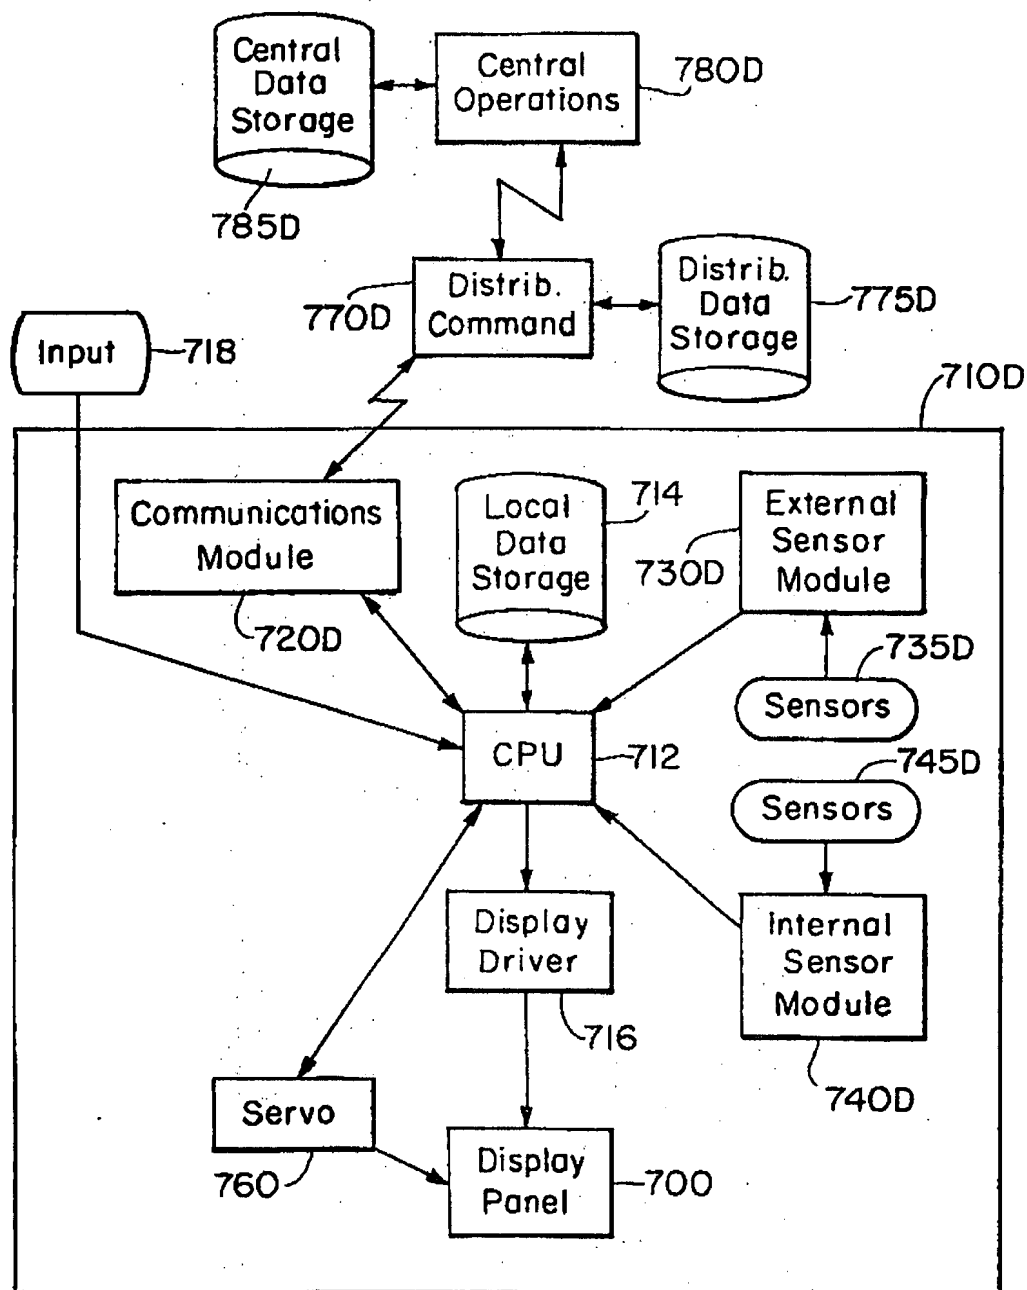 Central
Data
Storage
785D
Central
Operations
780D
Distrib.
Command
770D
Distrib.
Data
Storage
775D
Input
718
710D
Communications
Module
720D
Local
Data
Storage
714
External
Sensor
Module
730D
735D
Sensors
CPU
712
745D
Sensors
Display
Driver
716
Internal
Sensor
Module
740D
Servo
760
Display
Panel
700